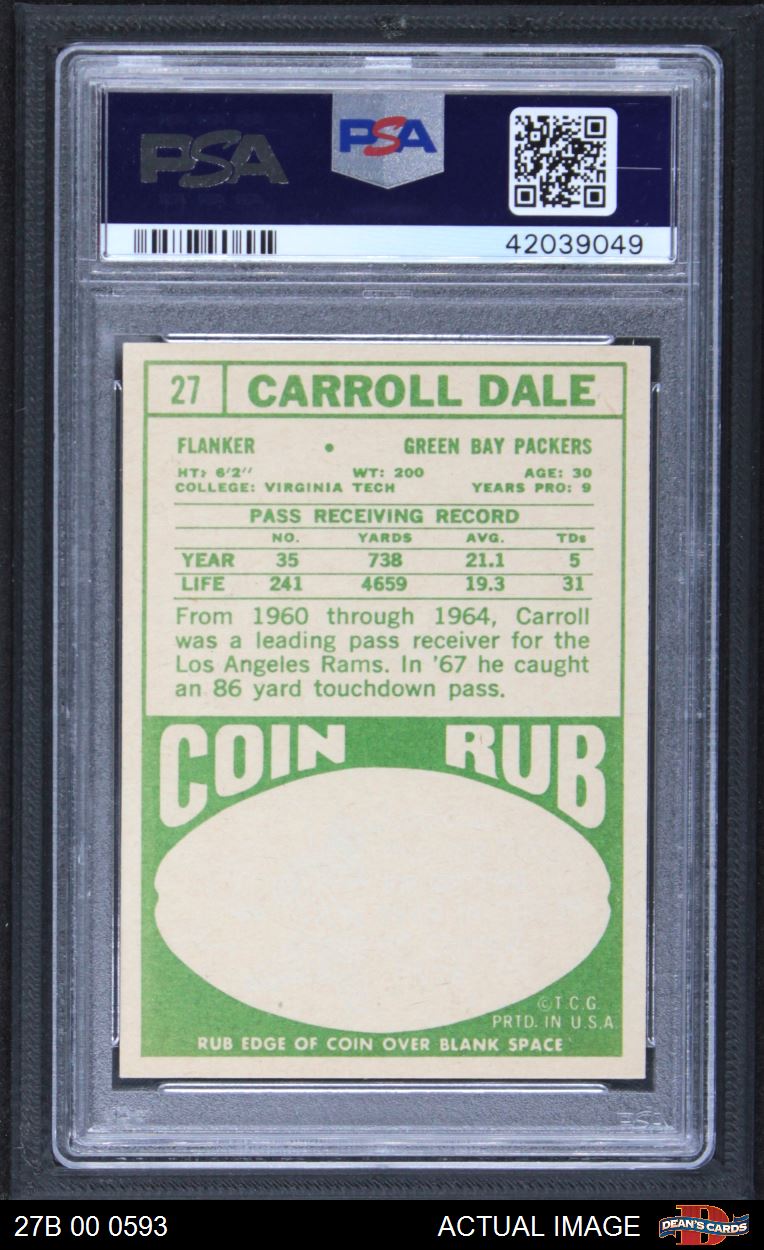 PSA PSA
42039049
27 CARROLL DALE
FLANKER • GREEN BAY PACKERS
HT: 6'2" WT: 200 AGE: 30
COLLEGE: VIRGINIA TECH YEARS PRO: 9
PASS RECEIVING RECORD
NO. YARDS AVG. TDs
YEAR 35 738 21.1 5
LIFE 241 4659 19.3 31
From 1960 through 1964, Carroll
was a leading pass receiver for the
Los Angeles Rams. In '67 he caught
an 86 yard touchdown pass.
COIN RUB
©T.C.G.
PRTD. IN U.S.A.
RUB EDGE OF COIN OVER BLANK SPACE
PSA
27B 00 0593 ACTUAL IMAGE DEAN'S CARDS